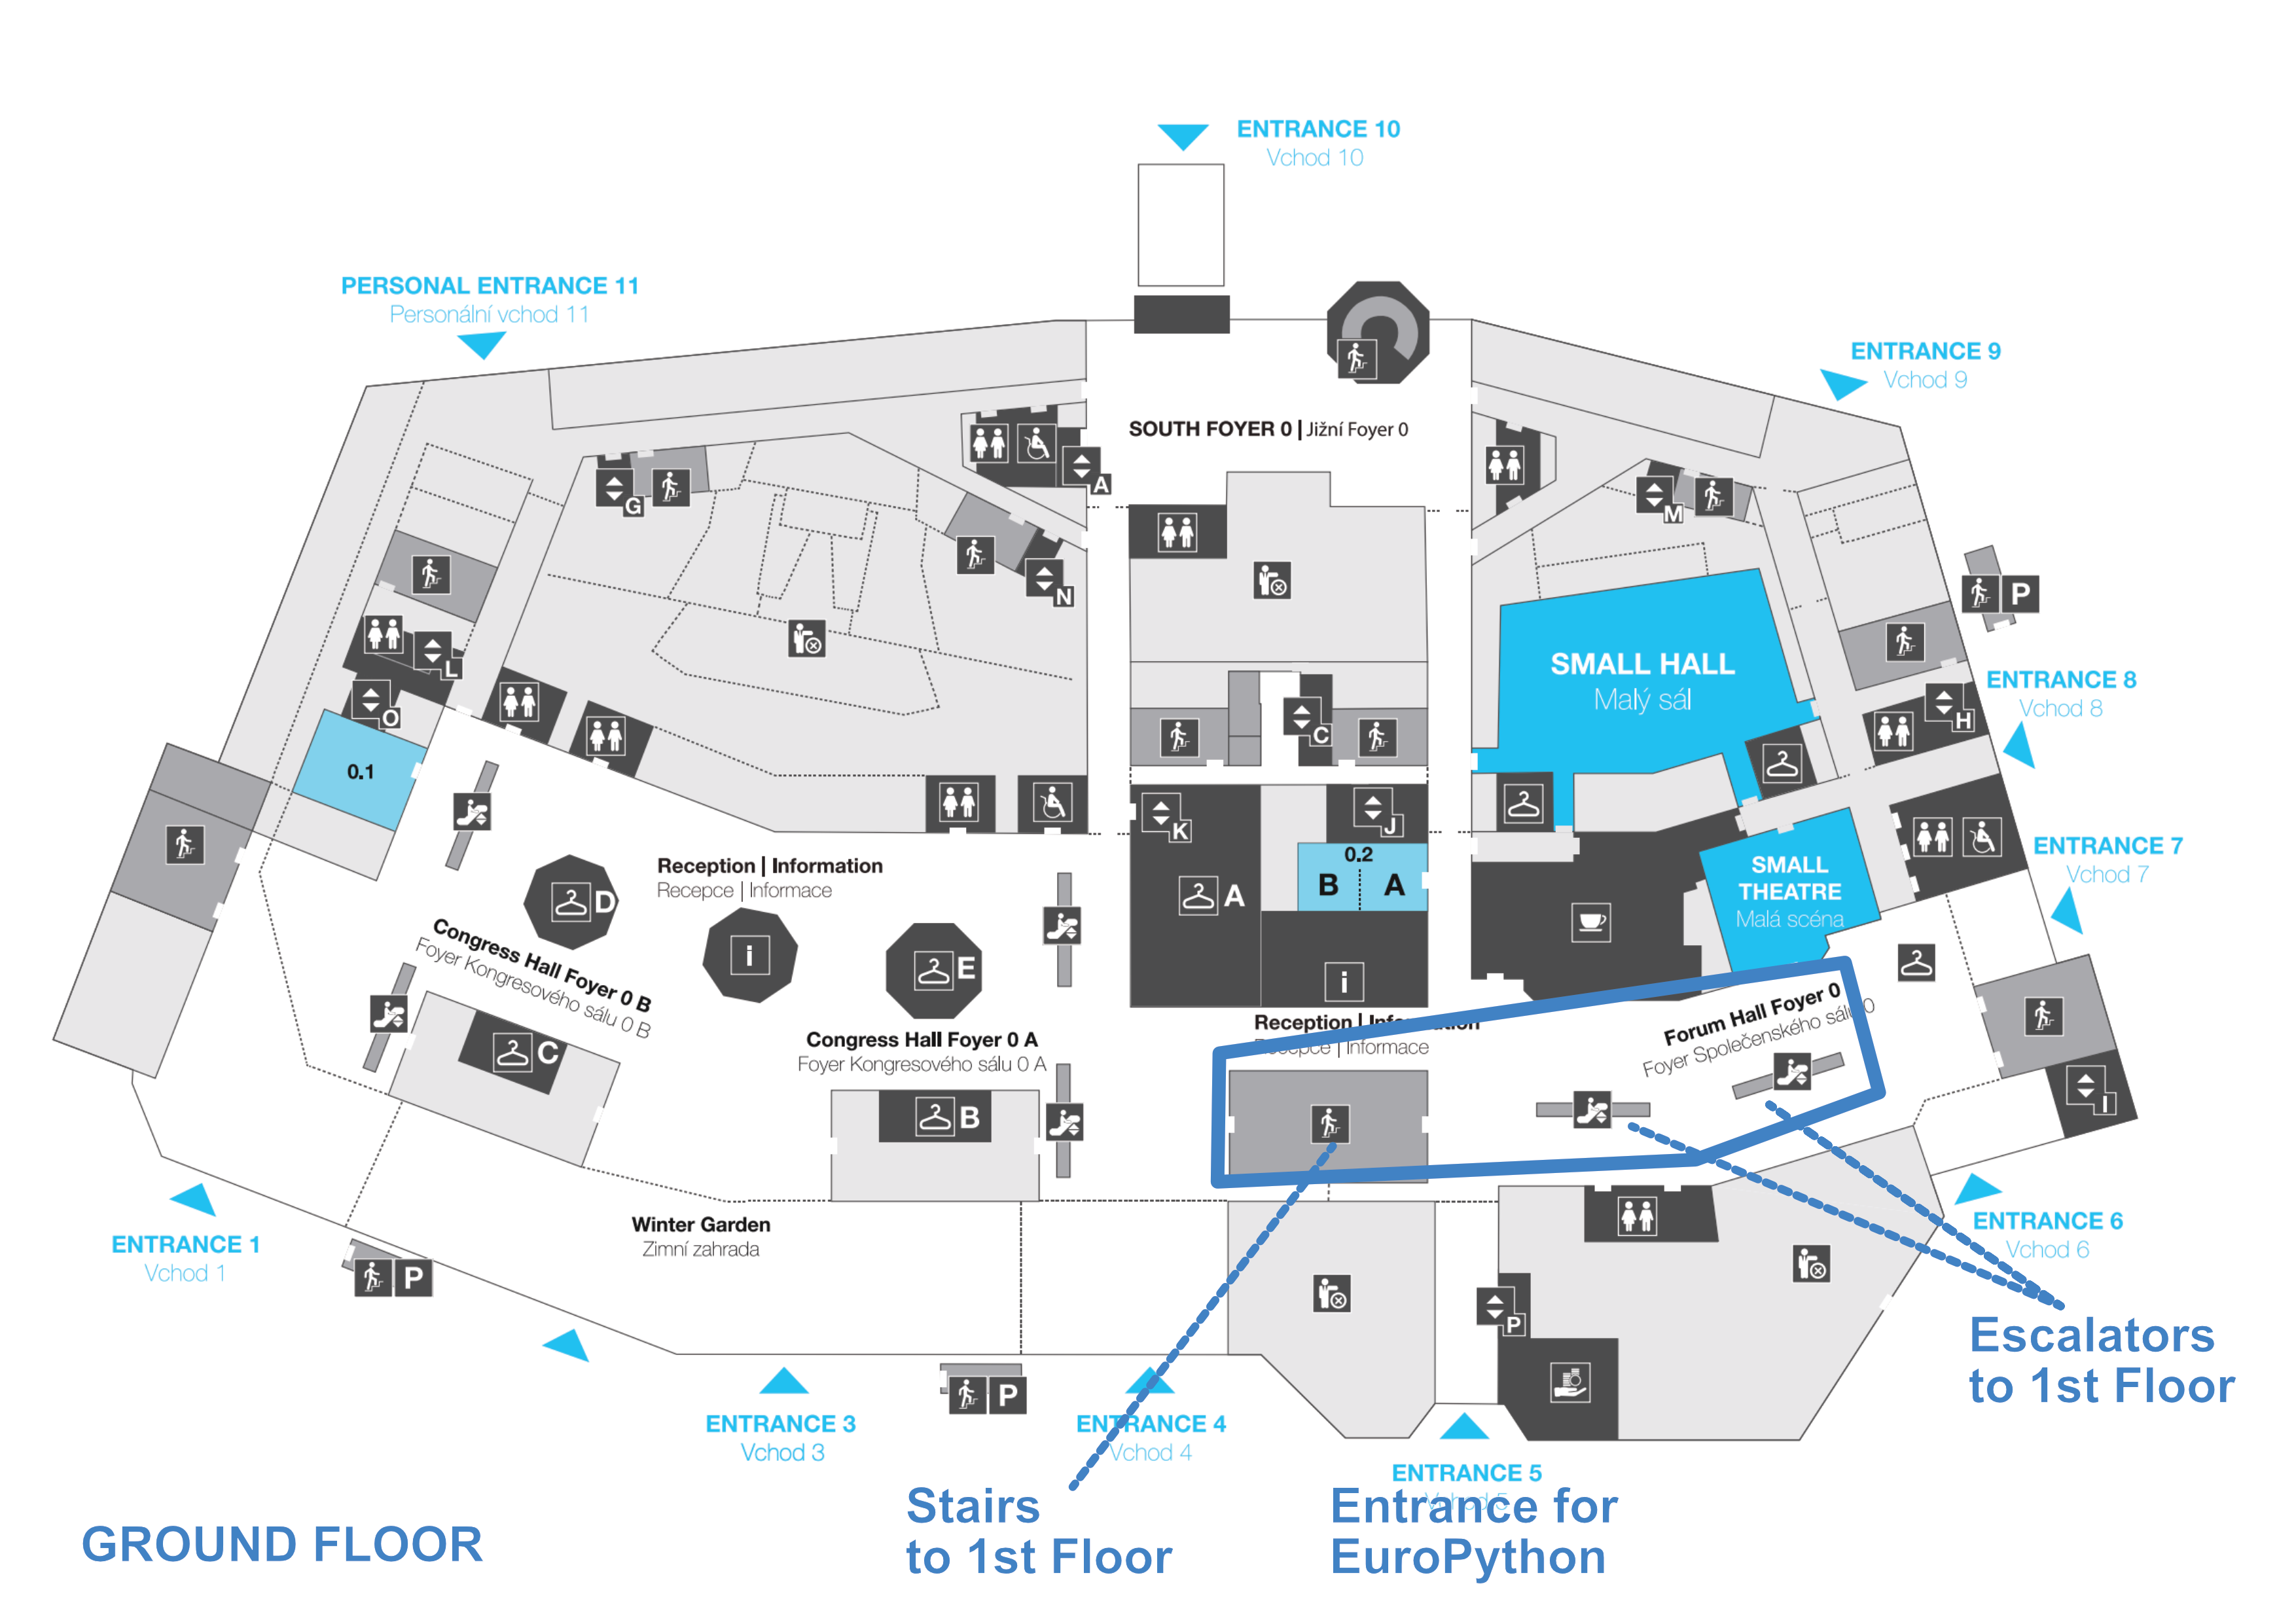 ENTRANCE 10
Vchod 10
PERSONAL ENTRANCE 11
Personální vchod 11
ENTRANCE 9
Vchod 9
SOUTH FOYER 0 | Jižní Foyer 0
A
G
M
N
P
SMALL HALL
Malý sál
ENTRANCE 8
Vchod 8
L
O
H
C
0.1
K
J
0.2
B A
A
SMALL
THEATRE
Malá scéna
ENTRANCE 7
Vchod 7
Reception | Information
Recepce | Informace
D
i
E
i
Congress Hall Foyer 0 B
Foyer Kongresového sálu 0 B
C
Congress Hall Foyer 0 A
Foyer Kongresového sálu 0 A
B
Reception | Information
Recepce | Informace
Forum Hall Foyer 0
Foyer Společenského sálu 0
I
Winter Garden
Zimní zahrada
ENTRANCE 6
Vchod 6
ENTRANCE 1
Vchod 1
P
P
P
Escalators
to 1st Floor
ENTRANCE 3
Vchod 3
ENTRANCE 4
Vchod 4
ENTRANCE 5
Vchod 5
Stairs
to 1st Floor
Entrance for
EuroPython
GROUND FLOOR